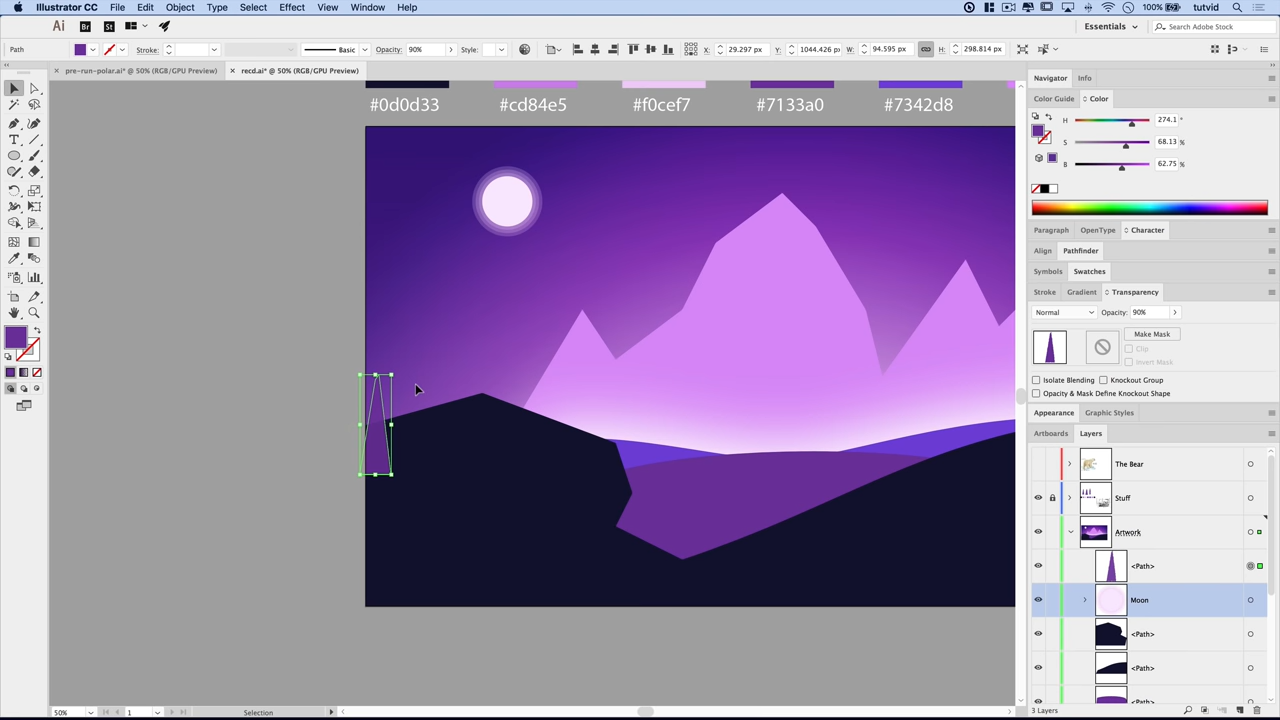 Illustrator CC File Edit Object Type Select Effect View Window Help 100% tutvid
Ai Br St Essentials Search Adobe Stock
Path Stroke: Basic Opacity: 90% Style: X: 29.297 px Y: 1044.426 px W: 94.595 px H: 298.814 px
× pre-run-polar.ai* @ 50% (RGB/GPU Preview) × recd.ai* @ 50% (RGB/GPU Preview)
#0d0d33 #cd84e5 #f0cef7 #7133a0 #7342d8
Navigator Info
Color Guide Color
H 274.1 °
S 68.13 %
B 62.75 %
Paragraph OpenType Character
Align Pathfinder
Symbols Swatches
Stroke Gradient Transparency
Normal Opacity: 90%
Make Mask
Clip
Invert Mask
Isolate Blending Knockout Group
Opacity & Mask Define Knockout Shape
Appearance Graphic Styles
Artboards Layers
The Bear
Stuff
Artwork
<Path>
Moon
<Path>
<Path>
<Path>
50% 1 Selection 3 Layers